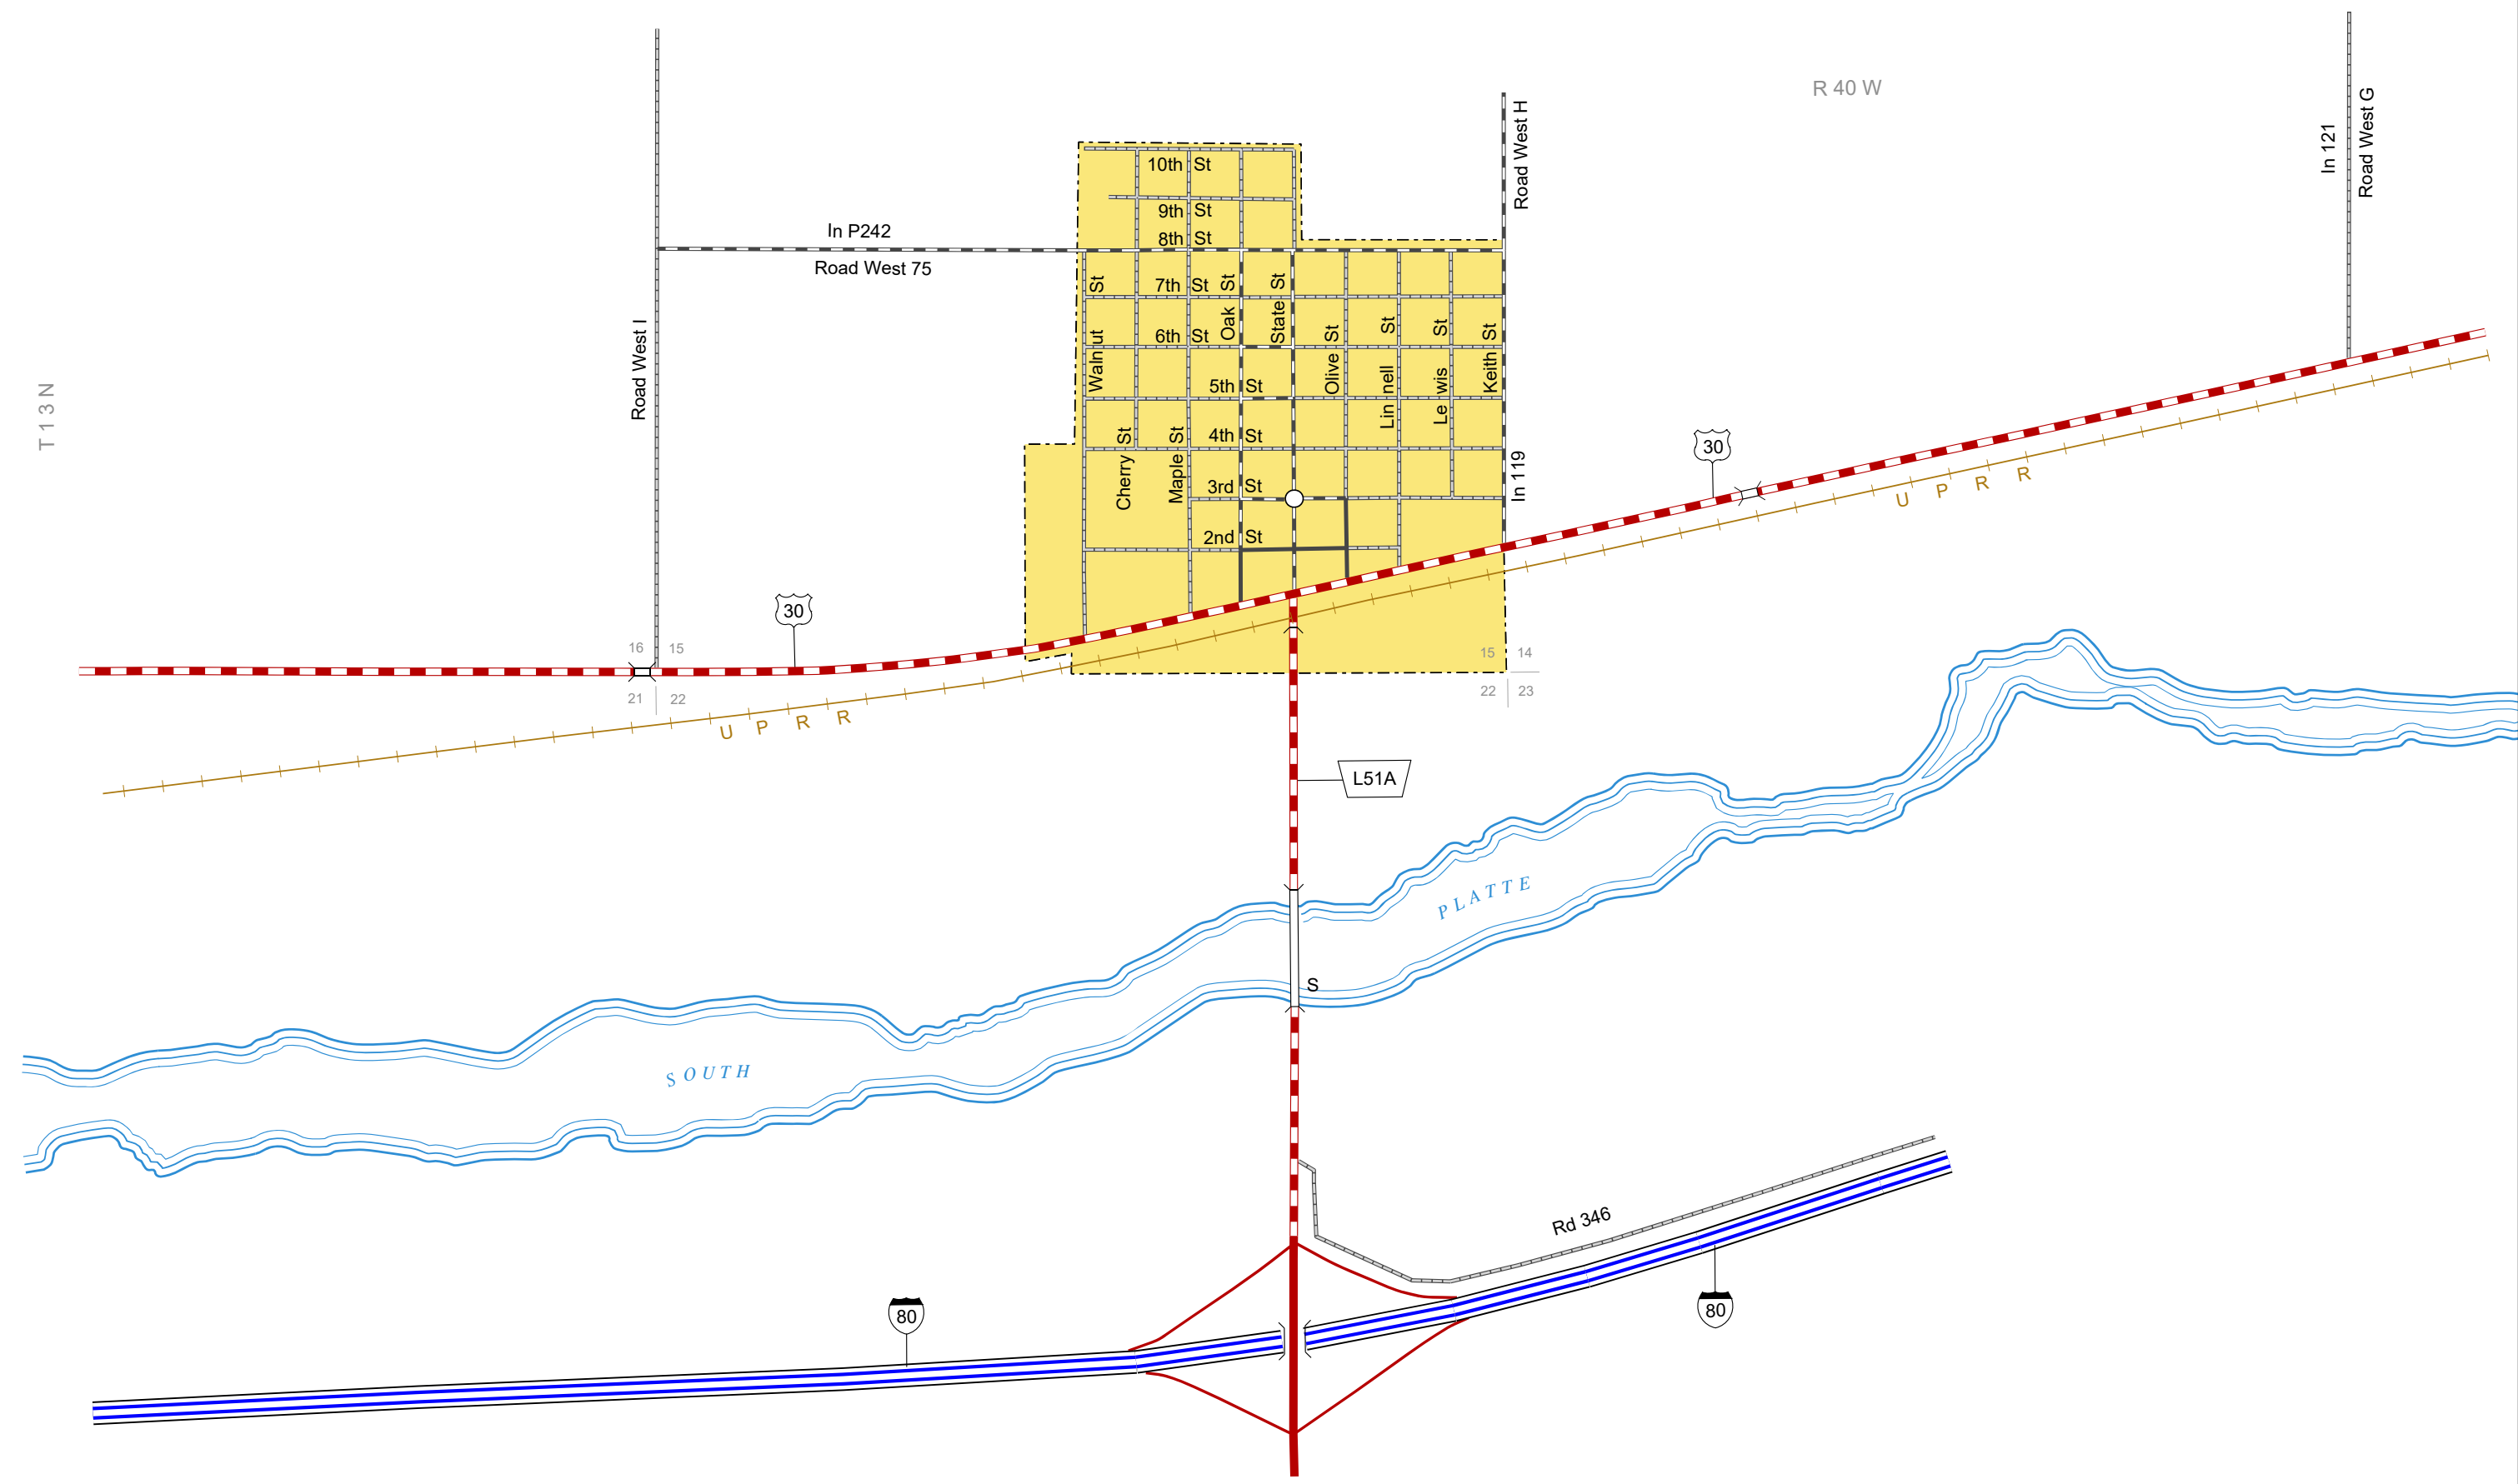 R 40 W
T 1 3 N
Road West H
In 121
Road West G
10th St
9th St
8th St
In P242
Road West 75
7th St
6th St
5th St
4th St
3rd St
2nd St
Road West I
Walnut St
Cherry St
Maple St
Oak St
State St
Olive St
Linnell St
Lewis St
Keith St
In 119
30
U P R R
30
16 15
21 22
15 14
22 23
U P R R
L51A
PLATTE
S
SOUTH
Rd 346
80
80